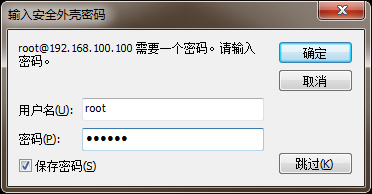 输入安全外壳密码
root@192.168.100.100 需要一个密码。请输入
密码。
确定
取消
用户名(U):
root
密码(P):
●●●●●●
保存密码(S)
跳过(K)